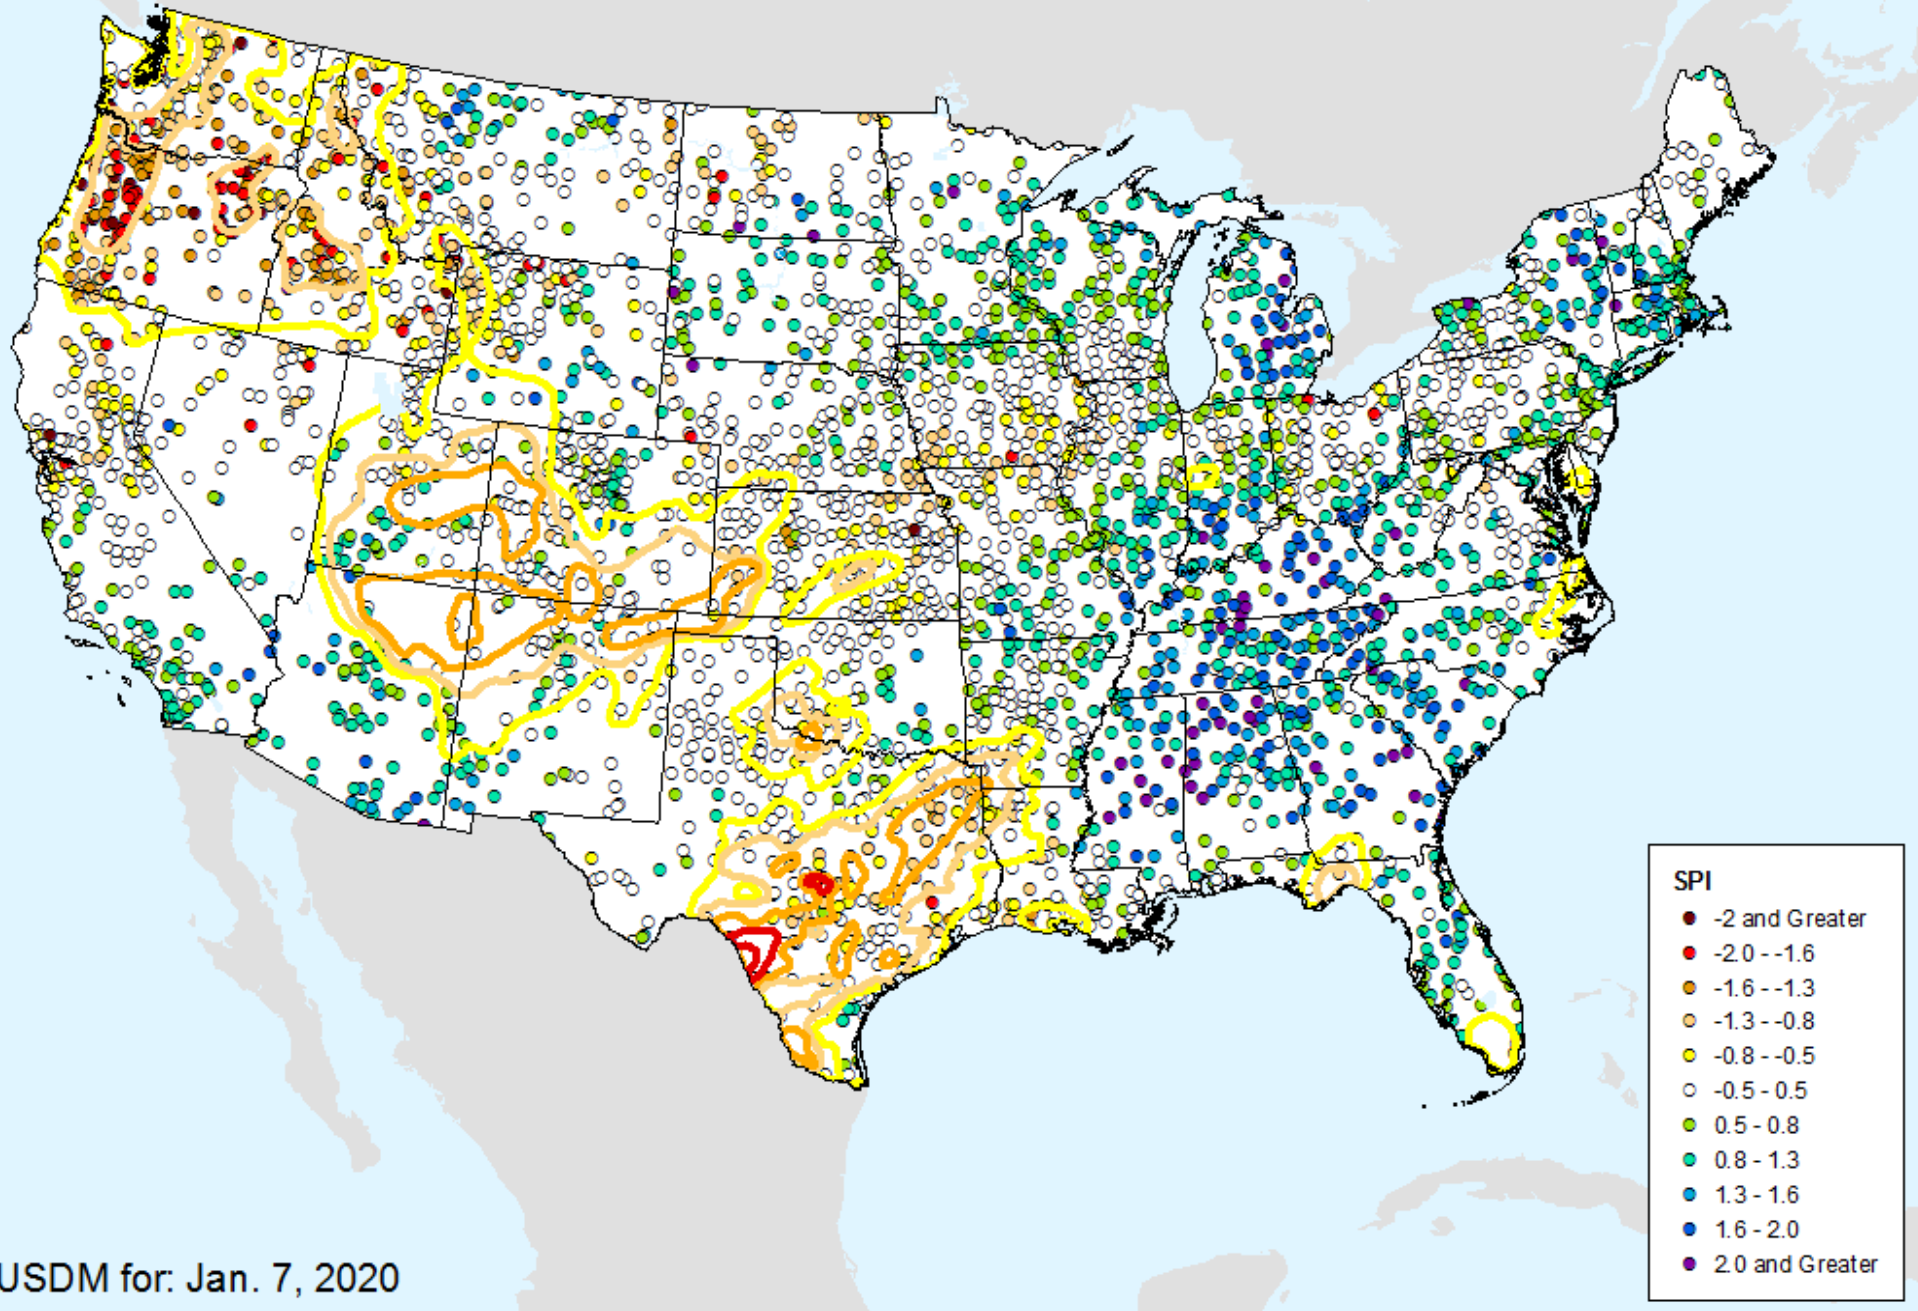 SPI
-2 and Greater
-2.0 - -1.6
-1.6 - -1.3
-1.3 - -0.8
-0.8 - -0.5
-0.5 - 0.5
0.5 - 0.8
0.8 - 1.3
1.3 - 1.6
1.6 - 2.0
2.0 and Greater
USDM for: Jan. 7, 2020